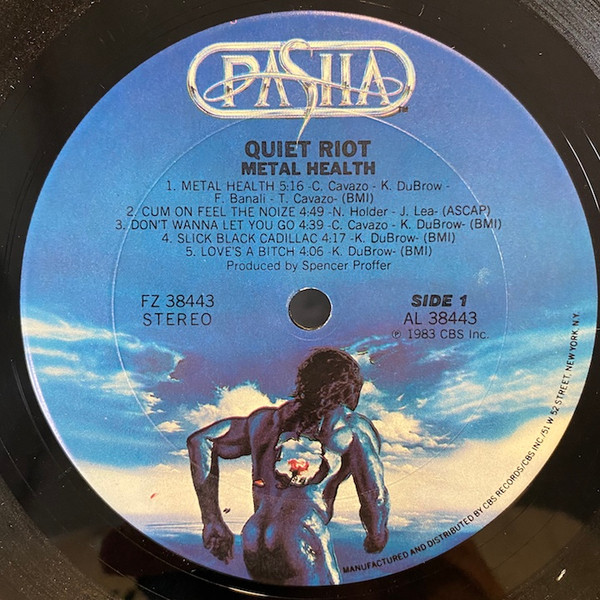 PASHA
TM
QUIET RIOT
METAL HEALTH
1. METAL HEALTH 5:16 -C. Cavazo - K. DuBrow -
F. Banali - T. Cavazo- (BMI)
2. CUM ON FEEL THE NOIZE 4:49 -N. Holder - J. Lea- (ASCAP)
3. DON'T WANNA LET YOU GO 4:39 -C. Cavazo - K. DuBrow- (BMI)
4. SLICK BLACK CADILLAC 4:17 -K. DuBrow- (BMI)
5. LOVE'S A BITCH 4:06 -K. DuBrow- (BMI)
Produced by Spencer Proffer
FZ 38443
STEREO
SIDE 1
AL 38443
℗ 1983 CBS Inc.
MANUFACTURED AND DISTRIBUTED BY CBS RECORDS/CBS INC./51 W. 52 STREET, NEW YORK, N.Y.